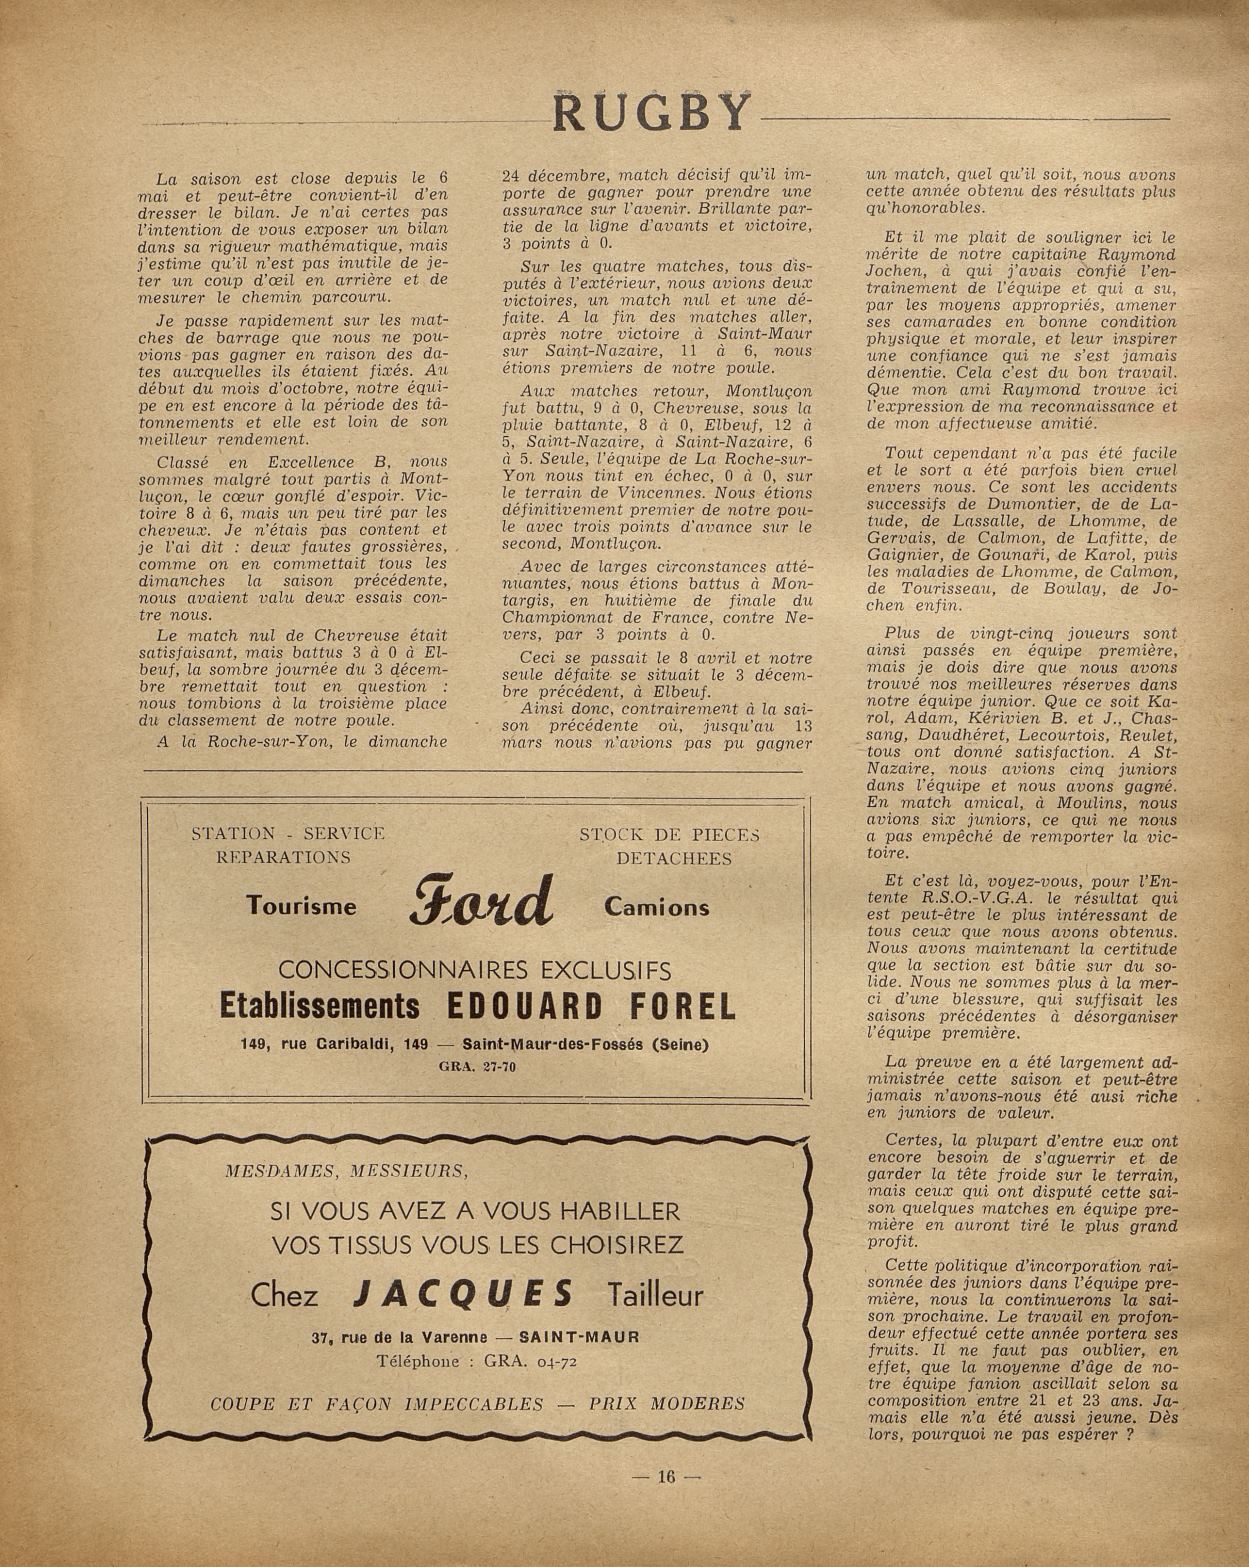 RUGBY
La saison est close depuis le 6
mai et peut-être convient-il d'en
dresser le bilan. Je n'ai certes pas
l'intention de vous exposer un bilan
dans sa rigueur mathématique, mais
j'estime qu'il n'est pas inutile de je-
ter un coup d'œil en arrière et de
mesurer le chemin parcouru.
Je passe rapidement sur les mat-
ches de barrage que nous ne pou-
vions pas gagner en raison des da-
tes auxquelles ils étaient fixés. Au
début du mois d'octobre, notre équi-
pe en est encore à la période des tâ-
tonnements et elle est loin de son
meilleur rendement.
Classé en Excellence B, nous
sommes malgré tout partis à Mont-
luçon, le cœur gonflé d'espoir. Vic-
toire 8 à 6, mais un peu tiré par les
cheveux. Je n'étais pas content et
je l'ai dit : deux fautes grossières,
comme on en commettait tous les
dimanches la saison précédente,
nous avaient valu deux essais con-
tre nous.
Le match nul de Chevreuse était
satisfaisant, mais battus 3 à 0 à El-
beuf, la sombre journée du 3 décem-
bre remettait tout en question :
nous tombions à la troisième place
du classement de notre poule.
A la Roche-sur-Yon, le dimanche
24 décembre, match décisif qu'il im-
porte de gagner pour prendre une
assurance sur l'avenir. Brillante par-
tie de la ligne d'avants et victoire,
3 points à 0.
Sur les quatre matches, tous dis-
putés à l'extérieur, nous avions deux
victoires, un match nul et une dé-
faite. A la fin des matches aller,
après notre victoire à Saint-Maur
sur Saint-Nazaire, 11 à 6, nous
étions premiers de notre poule.
Aux matches retour, Montluçon
fut battu, 9 à 0, Chevreuse, sous la
pluie battante, 8 à 0, Elbeuf, 12 à
5, Saint-Nazaire, à Saint-Nazaire, 6
à 5. Seule, l'équipe de La Roche-sur-
Yon nous tint en échec, 0 à 0, sur
le terrain de Vincennes. Nous étions
définitivement premier de notre pou-
le avec trois points d'avance sur le
second, Montluçon.
Avec de larges circonstances atté-
nuantes, nous étions battus à Mon-
targis, en huitième de finale du
Championnat de France, contre Ne-
vers, par 3 points à 0.
Ceci se passait le 8 avril et notre
seule défaite se situait le 3 décem-
bre précédent, à Elbeuf.
Ainsi donc, contrairement à la sai-
son précédente où, jusqu'au 13
mars nous n'avions pas pu gagner
un match, quel qu'il soit, nous avons
cette année obtenu des résultats plus
qu'honorables.
Et il me plait de souligner ici le
mérite de notre capitaine Raymond
Jochen, à qui j'avais confié l'en-
trainement de l'équipe et qui a su,
par les moyens appropriés, amener
ses camarades en bonne condition
physique et morale, et leur inspirer
une confiance qui ne s'est jamais
démentie. Cela c'est du bon travail.
Que mon ami Raymond trouve ici
l'expression de ma reconnaissance et
de mon affectueuse amitié.
Tout cependant n'a pas été facile
et le sort a été parfois bien cruel
envers nous. Ce sont les accidents
successifs de Dumontier, de de La-
tude, de Lassalle, de Lhomme, de
Gervais, de Calmon, de Lafitte, de
Gaignier, de Gounari, de Karol, puis
les maladies de Lhomme, de Calmon,
de Tourisseau, de Boulay, de Jo-
chen enfin.
Plus de vingt-cinq joueurs sont
ainsi passés en équipe première,
mais je dois dire que nous avons
trouvé nos meilleures réserves dans
notre équipe junior. Que ce soit Ka-
rol, Adam, Kérivien B. et J., Chas-
sang, Daudhéret, Lecourtois, Reulet,
tous ont donné satisfaction. A St-
Nazaire, nous avions cinq juniors
dans l'équipe et nous avons gagné.
En match amical, à Moulins, nous
avions six juniors, ce qui ne nous
a pas empêché de remporter la vic-
toire.
Et c'est là, voyez-vous, pour l'En-
tente R.S.O.-V.G.A. le résultat qui
est peut-être le plus intéressant de
tous ceux que nous avons obtenus.
Nous avons maintenant la certitude
que la section est bâtie sur du so-
lide. Nous ne sommes plus à la mer-
ci d'une blessure, qui suffisait les
saisons précédentes à désorganiser
l'équipe première.
La preuve en a été largement ad-
ministrée cette saison et peut-être
jamais n'avons-nous été ausi riche
en juniors de valeur.
Certes, la plupart d'entre eux ont
encore besoin de s'aguerrir et de
garder la tête froide sur le terrain,
mais ceux qui ont disputé cette sai-
son quelques matches en équipe pre-
mière en auront tiré le plus grand
profit.
Cette politique d'incorporation rai-
sonnée des juniors dans l'équipe pre-
mière, nous la continuerons la sai-
son prochaine. Le travail en profon-
deur effectué cette année portera ses
fruits. Il ne faut pas oublier, en
effet, que la moyenne d'âge de no-
tre équipe fanion ascillait selon sa
composition entre 21 et 23 ans. Ja-
mais elle n'a été aussi jeune. Dès
lors, pourquoi ne pas espérer ?
STATION - SERVICE
REPARATIONS
STOCK DE PIECES
DETACHEES
Tourisme Ford Camions
CONCESSIONNAIRES EXCLUSIFS
Etablissements EDOUARD FOREL
149, rue Garibaldi, 149 — Saint-Maur-des-Fossés (Seine)
GRA. 27-70
MESDAMES, MESSIEURS,
SI VOUS AVEZ A VOUS HABILLER
VOS TISSUS VOUS LES CHOISIREZ
Chez JACQUES Tailleur
37, rue de la Varenne — SAINT-MAUR
Téléphone : GRA. 04-72
COUPE ET FAÇON IMPECCABLES — PRIX MODERES
— 16 —